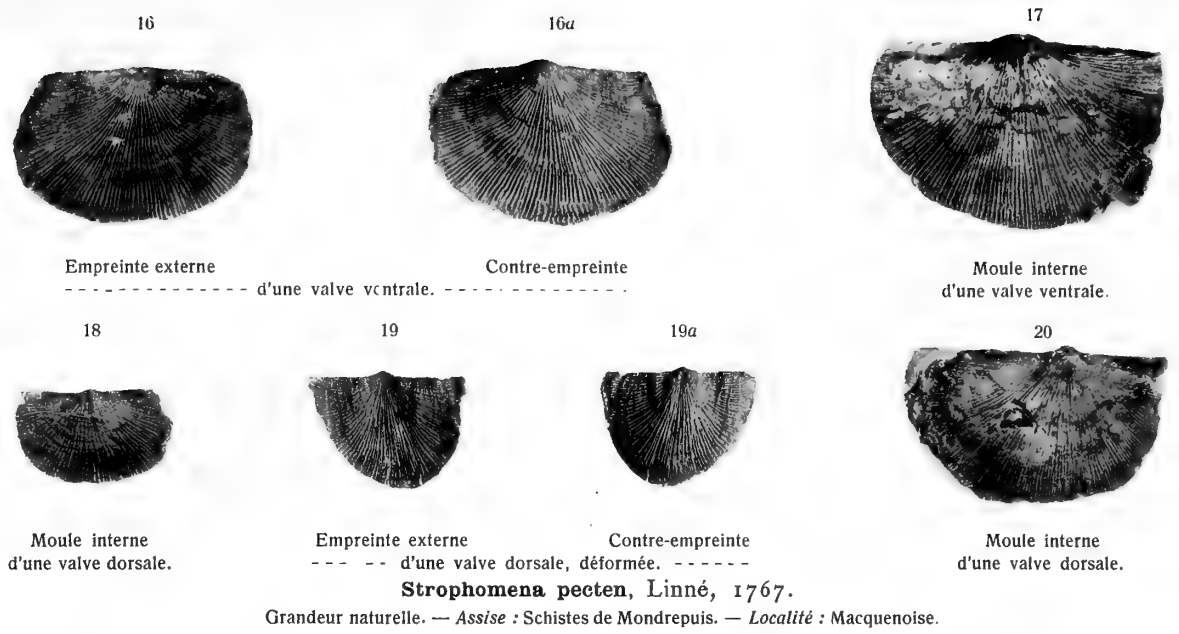 16 16a 17
Empreinte externe Contre-empreinte Moule interne
- - - - - - - - - - - - - - d'une valve ventrale. - - - - - - - - - - - - - - d'une valve ventrale.
18 19 19a 20
Moule interne Empreinte externe Contre-empreinte Moule interne
d'une valve dorsale. - - - - - d'une valve dorsale, déformée. - - - - - - d'une valve dorsale.
Strophomena pecten, Linné, 1767.
Grandeur naturelle. — Assise : Schistes de Mondrepuis. — Localité : Macquenoise.